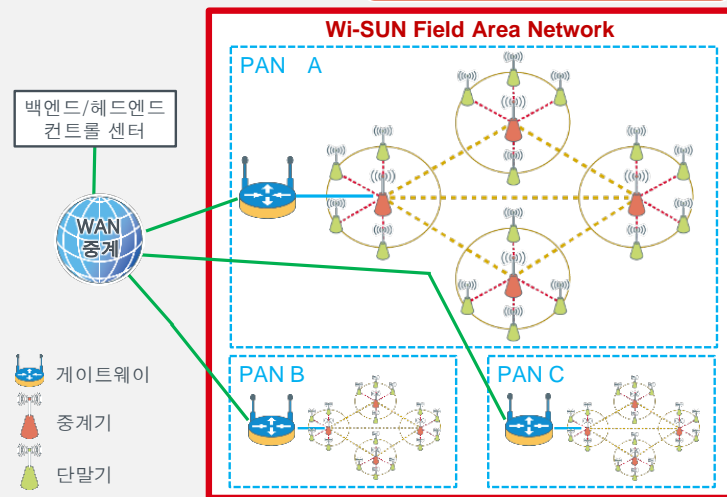 Wi-SUN Field Area Network
PAN A
백엔드/헤드엔드
컨트롤 센터
WAN
중계
PAN B
PAN C
게이트웨이
중계기
단말기